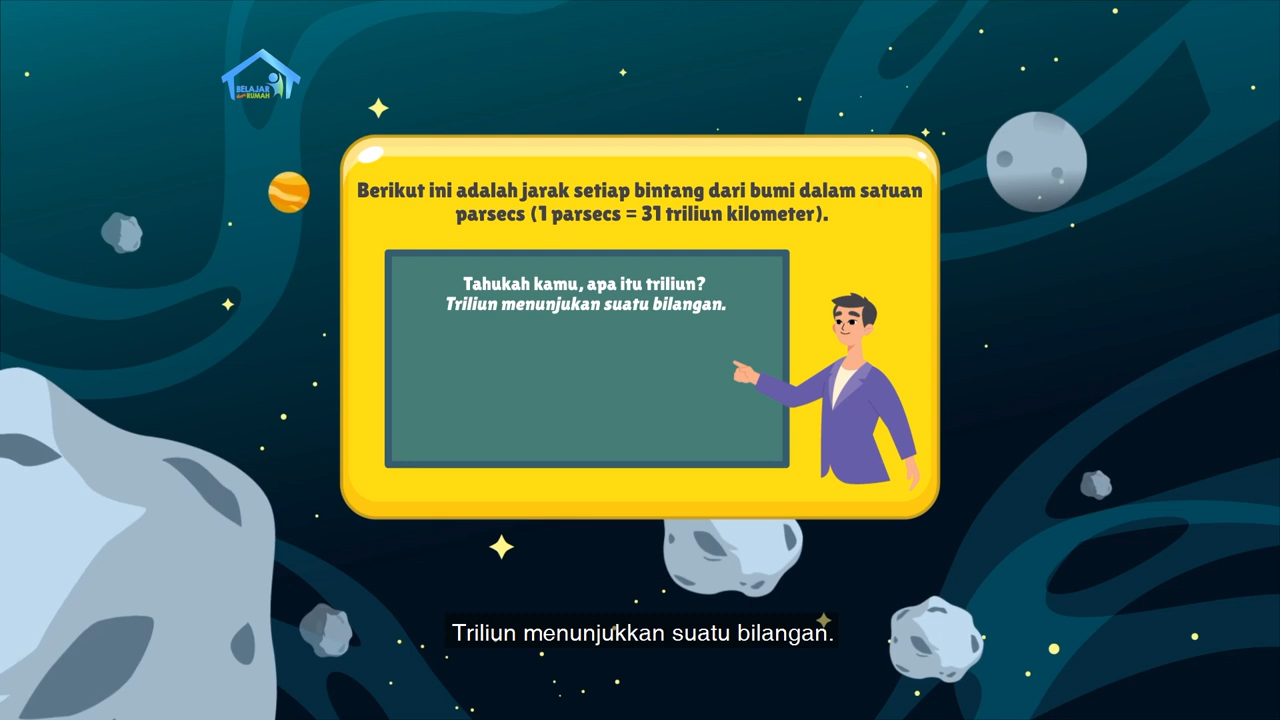 BELAJAR
dari RUMAH
Berikut ini adalah jarak setiap bintang dari bumi dalam satuan
parsecs (1 parsecs = 31 triliun kilometer).
Tahukah kamu, apa itu triliun?
Triliun menunjukan suatu bilangan.
Triliun menunjukkan suatu bilangan.